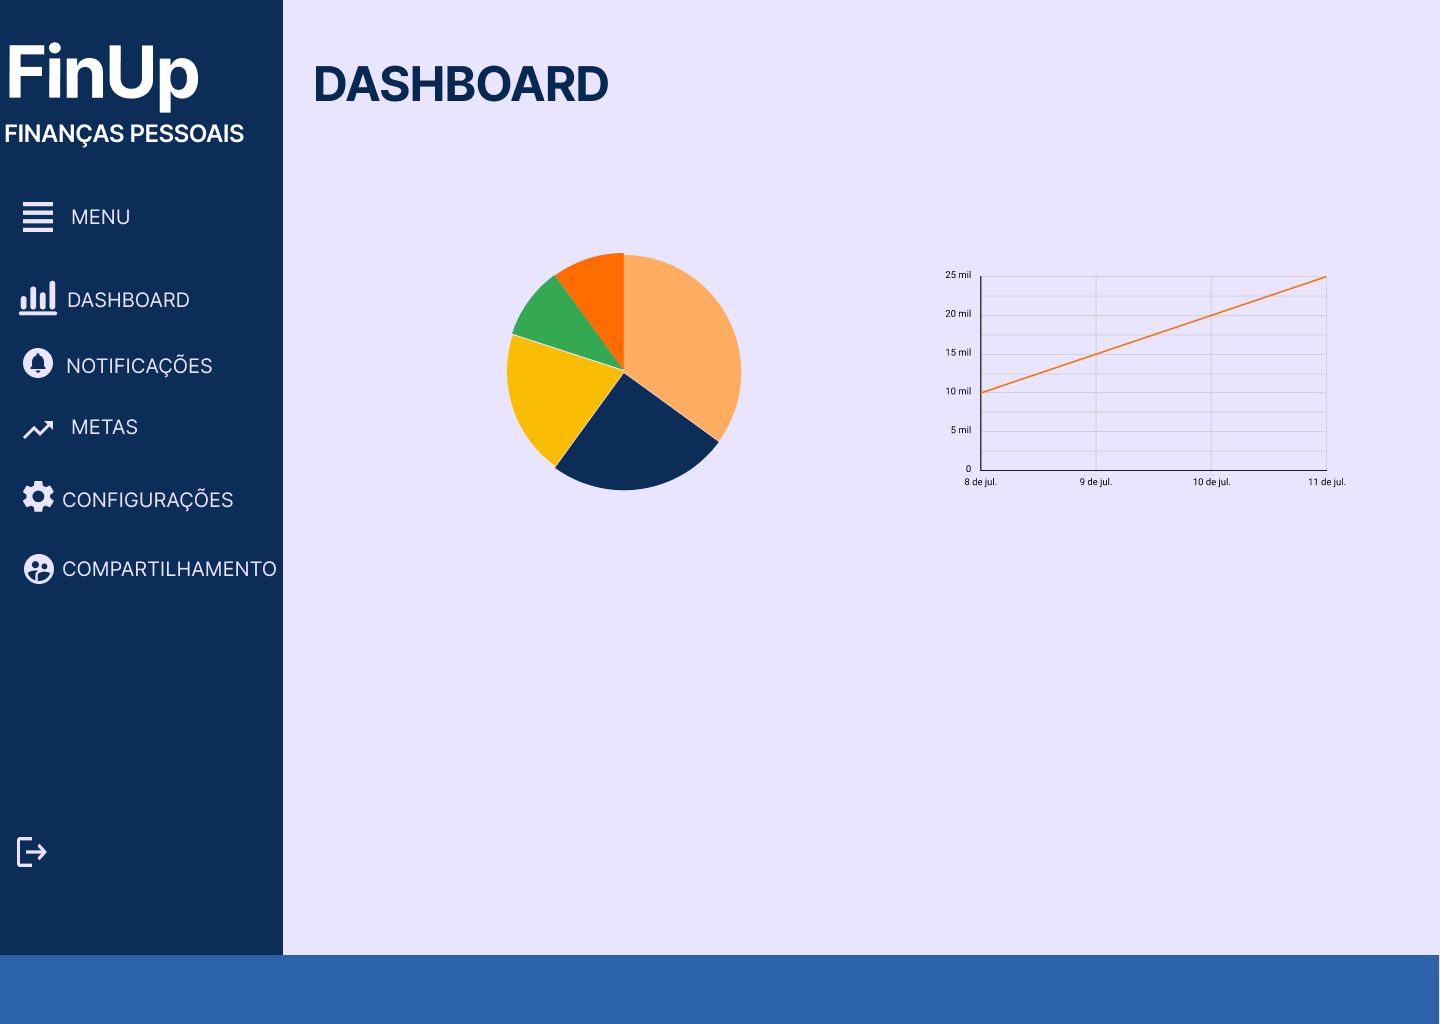 FinUp
FINANÇAS PESSOAIS
MENU
DASHBOARD
NOTIFICAÇÕES
METAS
CONFIGURAÇÕES
COMPARTILHAMENTO
DASHBOARD
25 mil
20 mil
15 mil
10 mil
5 mil
0
8 de jul. 9 de jul. 10 de jul. 11 de jul.